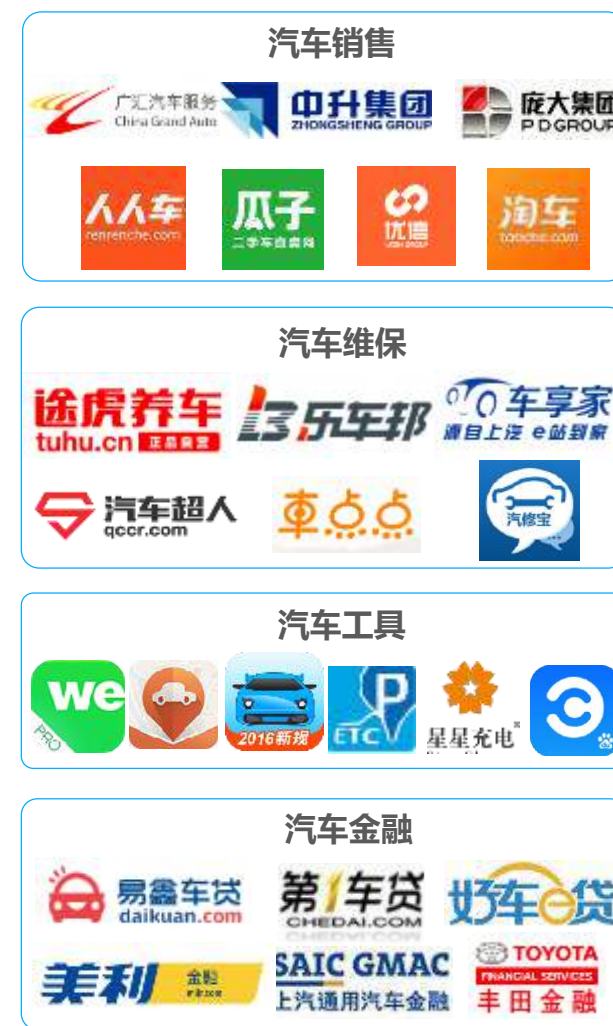 汽车销售
广汇汽车服务
China Grand Auto
中升集团
ZHONGSHENG GROUP
庞大集团
PD GROUP
人人车
renrenche.com
瓜子
二手车直卖网
优信
淘车
taoche.com
汽车维保
途虎养车
tuhu.cn 正品自营
乐车邦
车享家
源自上汽 e站到家
汽车超人
qccr.com
車点点
汽修宝
汽车工具
we
PRO
2016新规
P
ETC
星星充电
汽车金融
易鑫车贷
daikuan.com
第1车贷
CHEDAI.COM
好车e贷
美利
金融
SAIC GMAC
上汽通用汽车金融
TOYOTA
FINANCIAL SERVICES
丰田金融